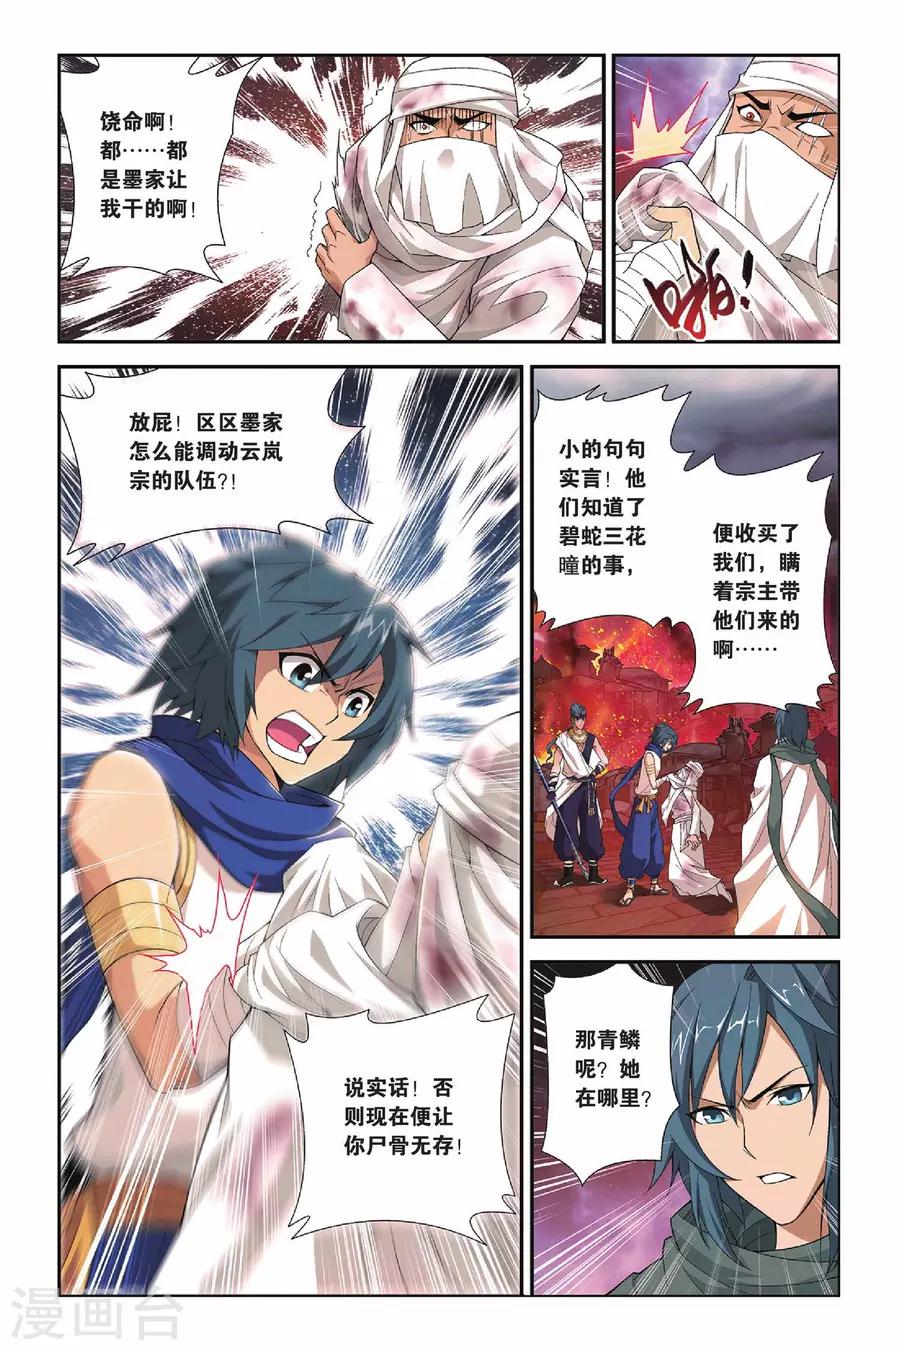 饶命啊！
都……都
是墨家让
我干的啊！
啪！
放屁！区区墨家
怎么能调动云岚
宗的队伍？！
说实话！否
则现在便让
你尸骨无存！
小的句句
实言！他
们知道了
碧蛇三花
瞳的事，
便收买了
我们，瞒
着宗主带
他们来的
啊……
那青鳞
呢？她
在哪里？
漫画台